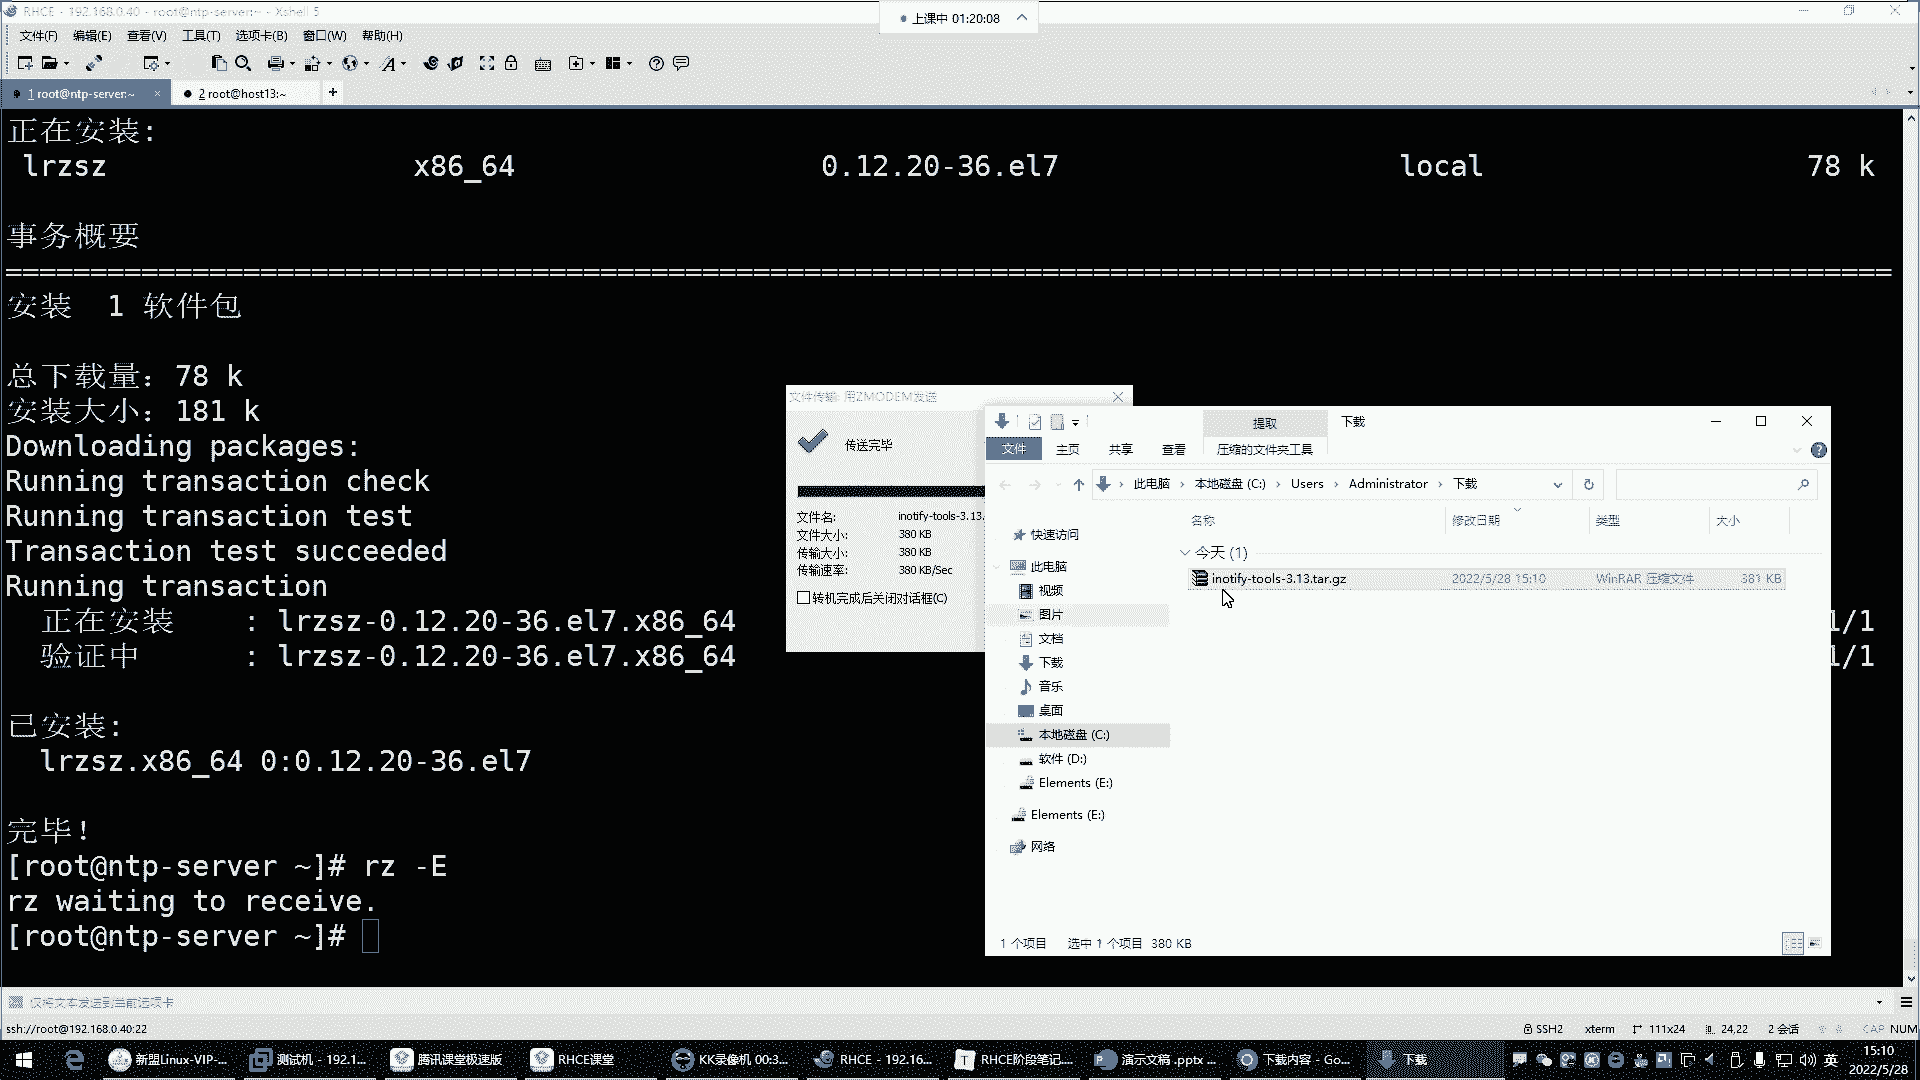 RHCE - 192.168.0.40 - root@ntp-server:~ - Xshell 5
上课中 01:20:08
文件(F) 编辑(E) 查看(V) 工具(T) 选项卡(B) 窗口(W) 帮助(H)
1 root@ntp-server:~ × 2 root@host13:~ +
正在安装:
lrzsz x86_64 0.12.20-36.el7 local 78 k
事务概要
安装 1 软件包
总下载量：78 k
安装大小：181 k
Downloading packages:
Running transaction check
Running transaction test
Transaction test succeeded
Running transaction
正在安装 : lrzsz-0.12.20-36.el7.x86_64 1/1
验证中 : lrzsz-0.12.20-36.el7.x86_64 1/1
已安装:
lrzsz.x86_64 0:0.12.20-36.el7
完毕！
[root@ntp-server ~]# rz -E
rz waiting to receive.
[root@ntp-server ~]#
文件传输: 用ZMODEM发送
传送完毕
文件名: inotify-tools-3.13.
文件大小: 380 KB
传输大小: 380 KB
传输速率: 380 KB/Sec
转机完成后关闭对话框(C)
提取 下载
文件 主页 共享 查看 压缩的文件夹工具
此电脑 › 本地磁盘 (C:) › Users › Administrator › 下载
名称 修改日期 类型 大小
今天 (1)
inotify-tools-3.13.tar.gz 2022/5/28 15:10 WinRAR 压缩文件 381 KB
快速访问
此电脑
视频
图片
文档
下载
音乐
桌面
本地磁盘 (C:)
软件 (D:)
Elements (E:)
Elements (E:)
网络
1 个项目 选中 1 个项目 380 KB
仅将文本发送到当前选项卡
ssh://root@192.168.0.40:22 SSH2 xterm 111x24 24,22 2 会话 CAP NUM
新盟Linux-VIP-... 测试机 - 192.1... 腾讯课堂极速版 RHCE课堂 KK录像机 00:3... RHCE - 192.16... RHCE阶段笔记.... 演示文稿 .pptx ... 下载内容 - Go... 下载 英
15:10
2022/5/28